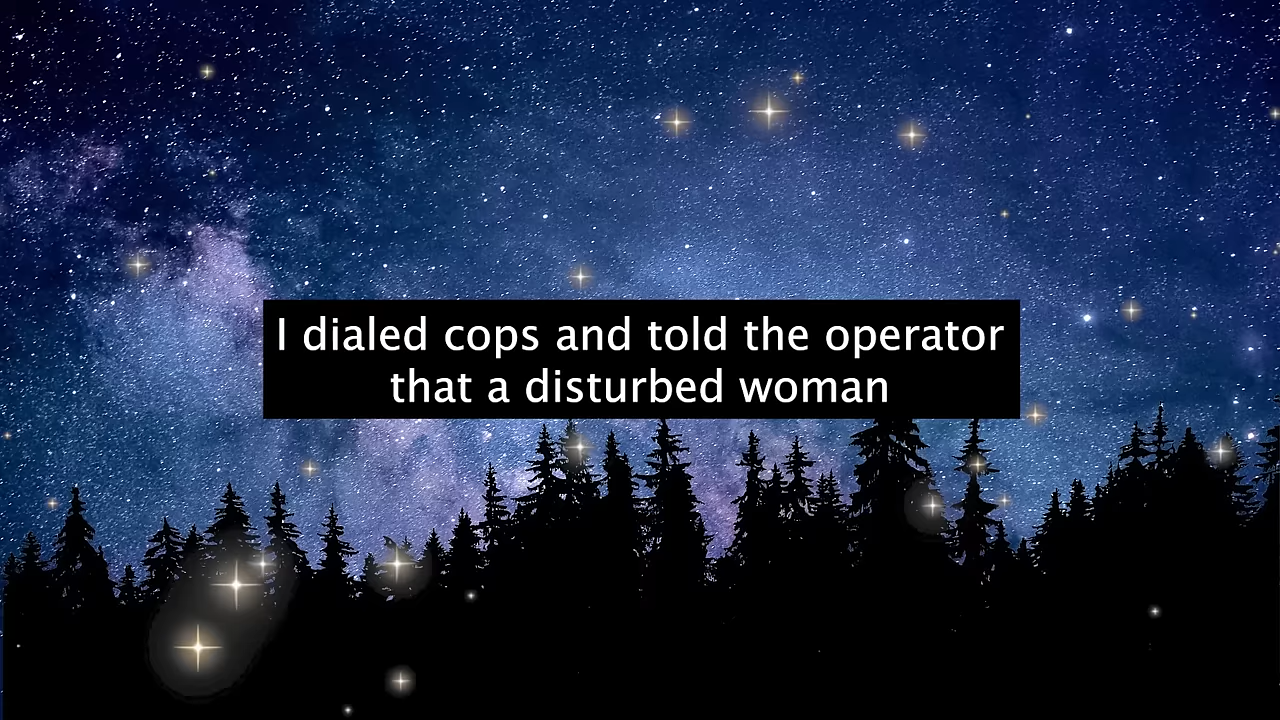 I dialed cops and told the operator
that a disturbed woman